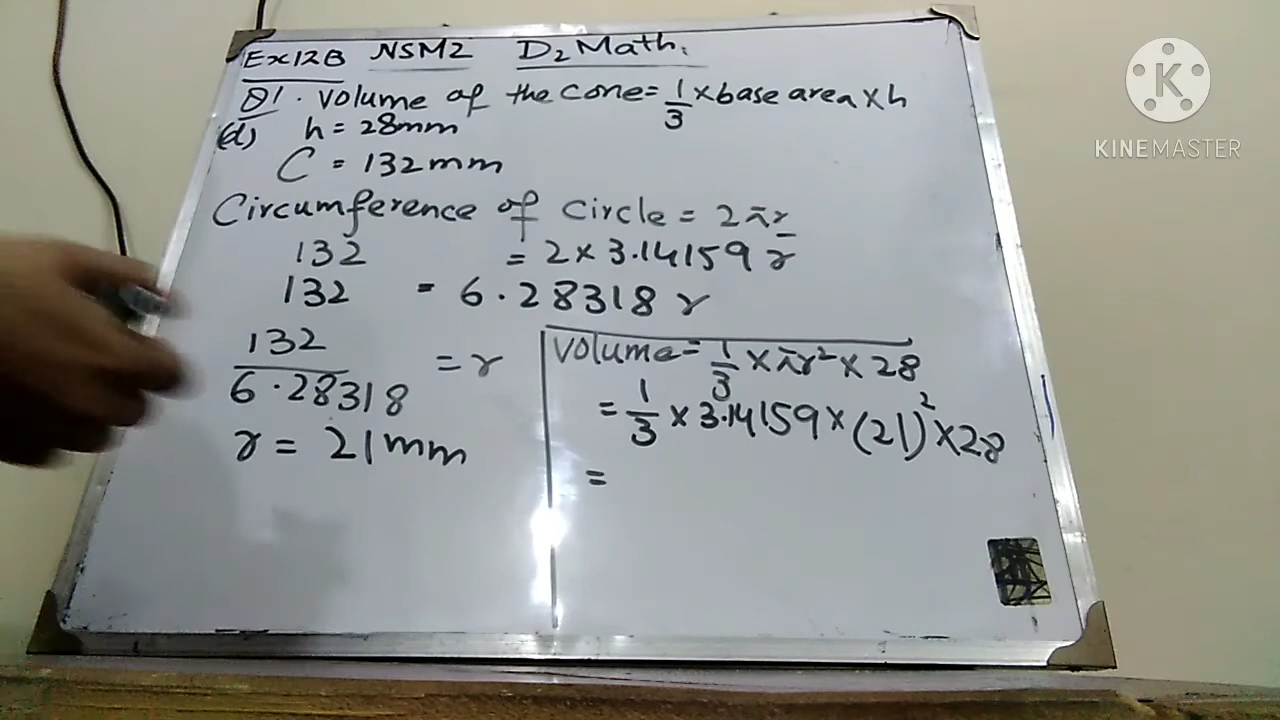 Ex12B NSM2 D2 Math.
Q1. Volume of the cone = 1/3 × base area × h
(d) h = 28mm
C = 132mm
Circumference of Circle = 2πr
132 = 2 × 3.14159 r
132 = 6.28318 r
132/6.28318 = r
r = 21mm
Volume = 1/3 × πr² × 28
= 1/3 × 3.14159 × (21)² × 28
=
K
KINEMASTER